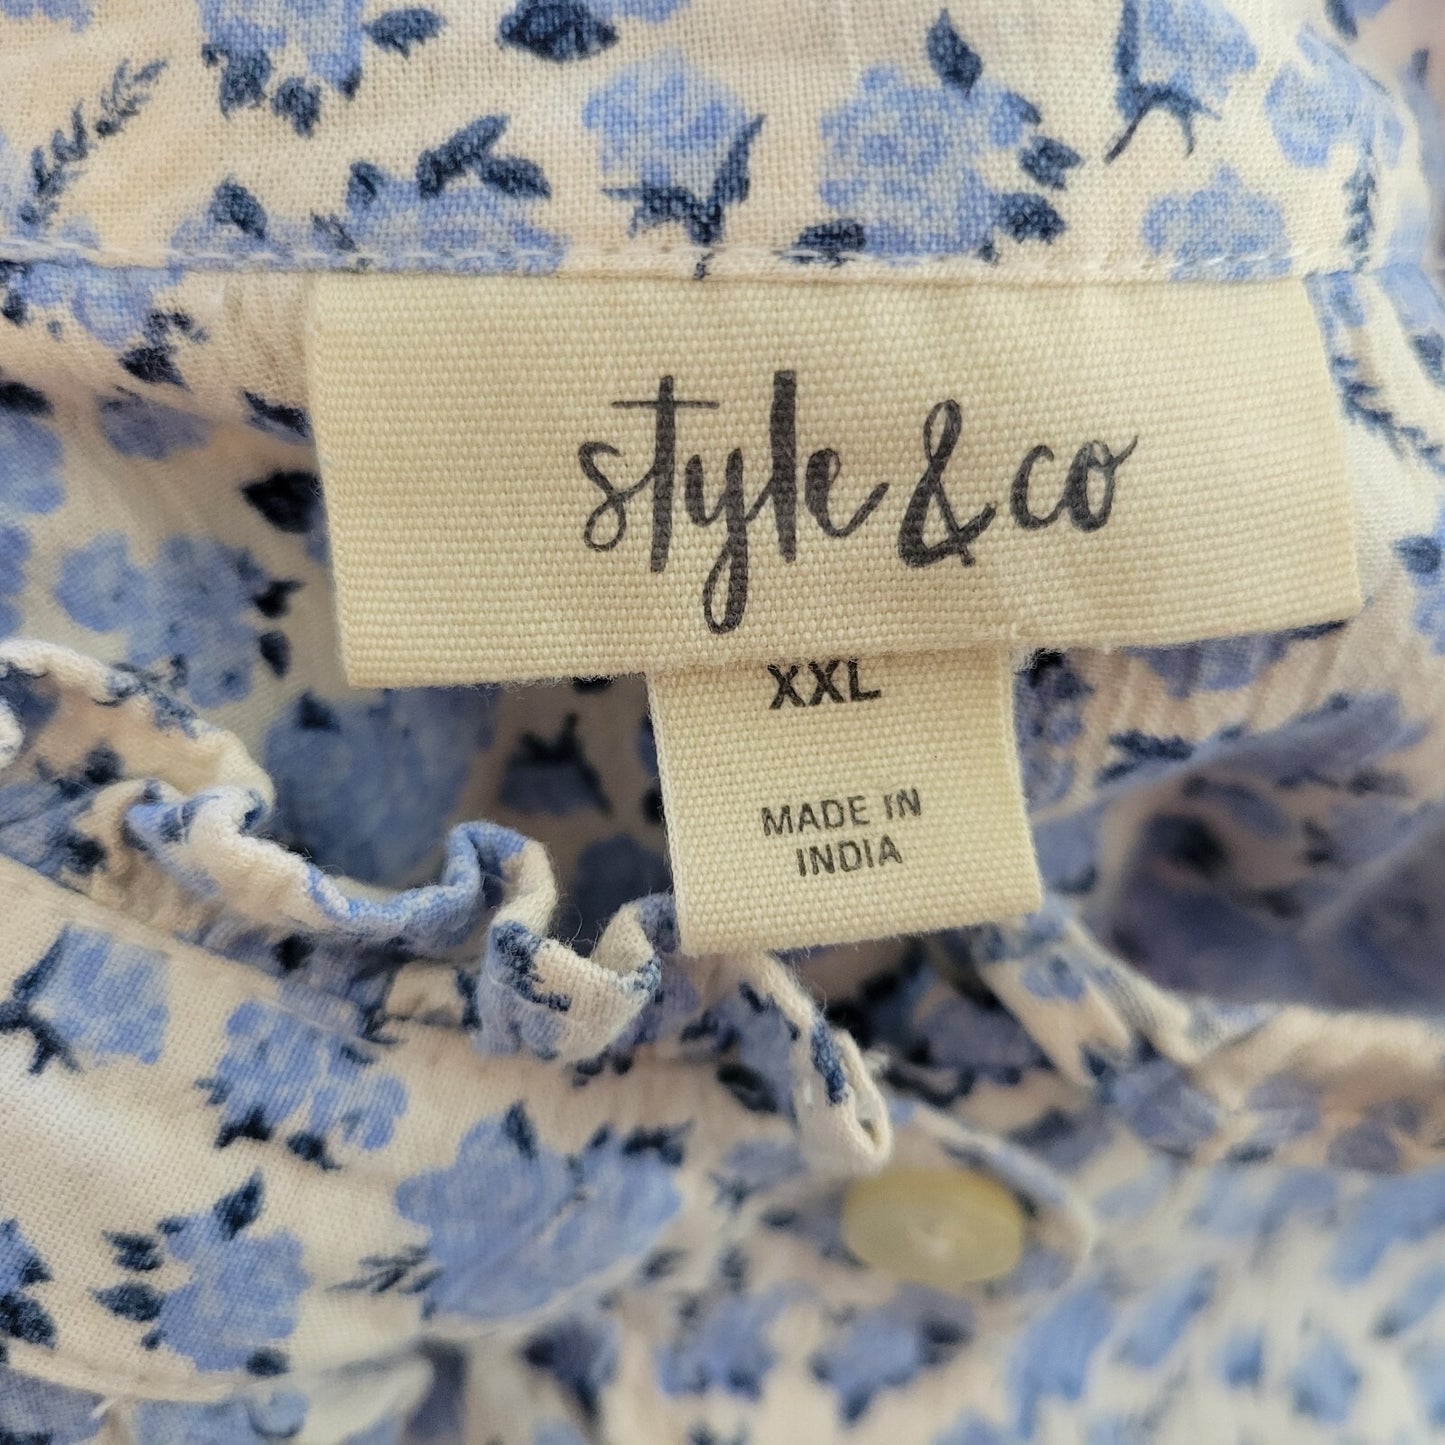 style & co
XXL
MADE IN
INDIA